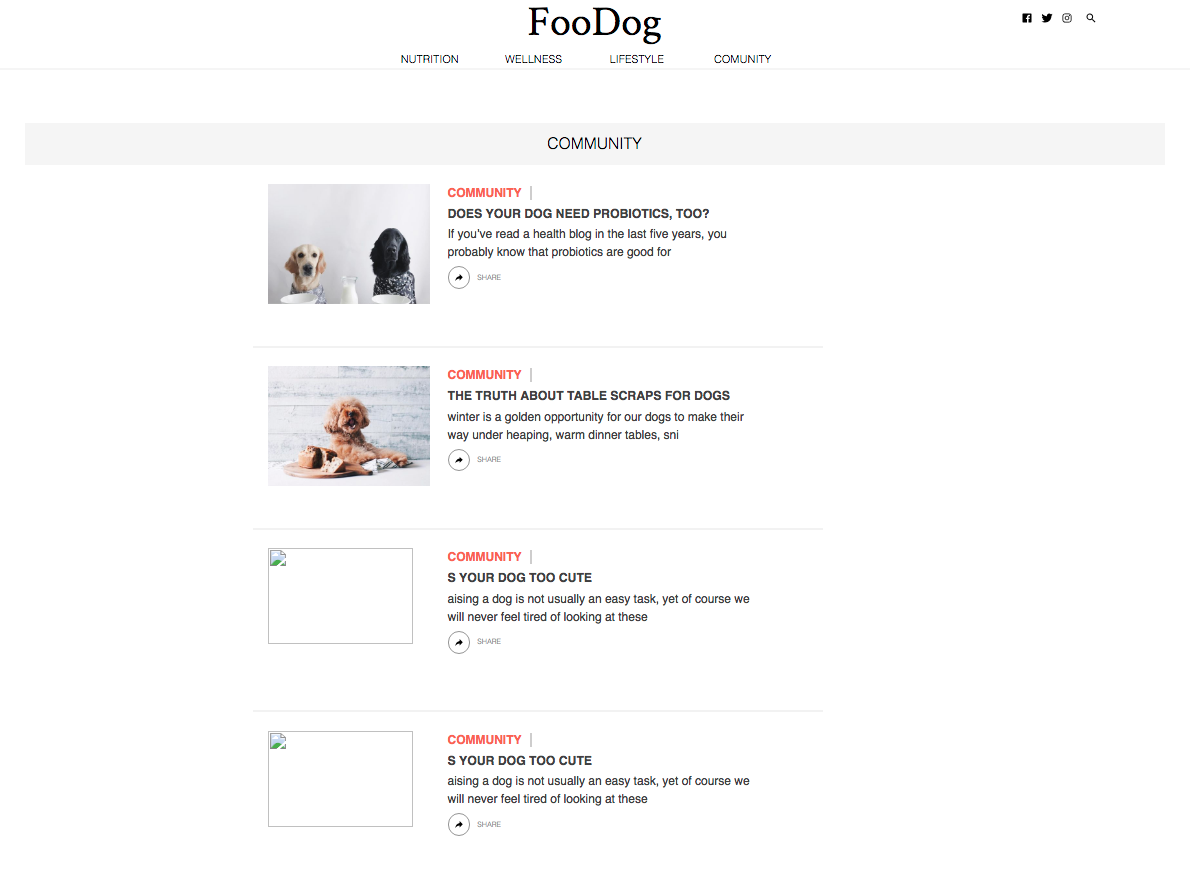 FooDog
NUTRITION WELLNESS LIFESTYLE COMUNITY
COMMUNITY
COMMUNITY |
DOES YOUR DOG NEED PROBIOTICS, TOO?
If you've read a health blog in the last five years, you
probably know that probiotics are good for
SHARE
COMMUNITY |
THE TRUTH ABOUT TABLE SCRAPS FOR DOGS
winter is a golden opportunity for our dogs to make their
way under heaping, warm dinner tables, sni
SHARE
COMMUNITY |
S YOUR DOG TOO CUTE
aising a dog is not usually an easy task, yet of course we
will never feel tired of looking at these
SHARE
COMMUNITY |
S YOUR DOG TOO CUTE
aising a dog is not usually an easy task, yet of course we
will never feel tired of looking at these
SHARE